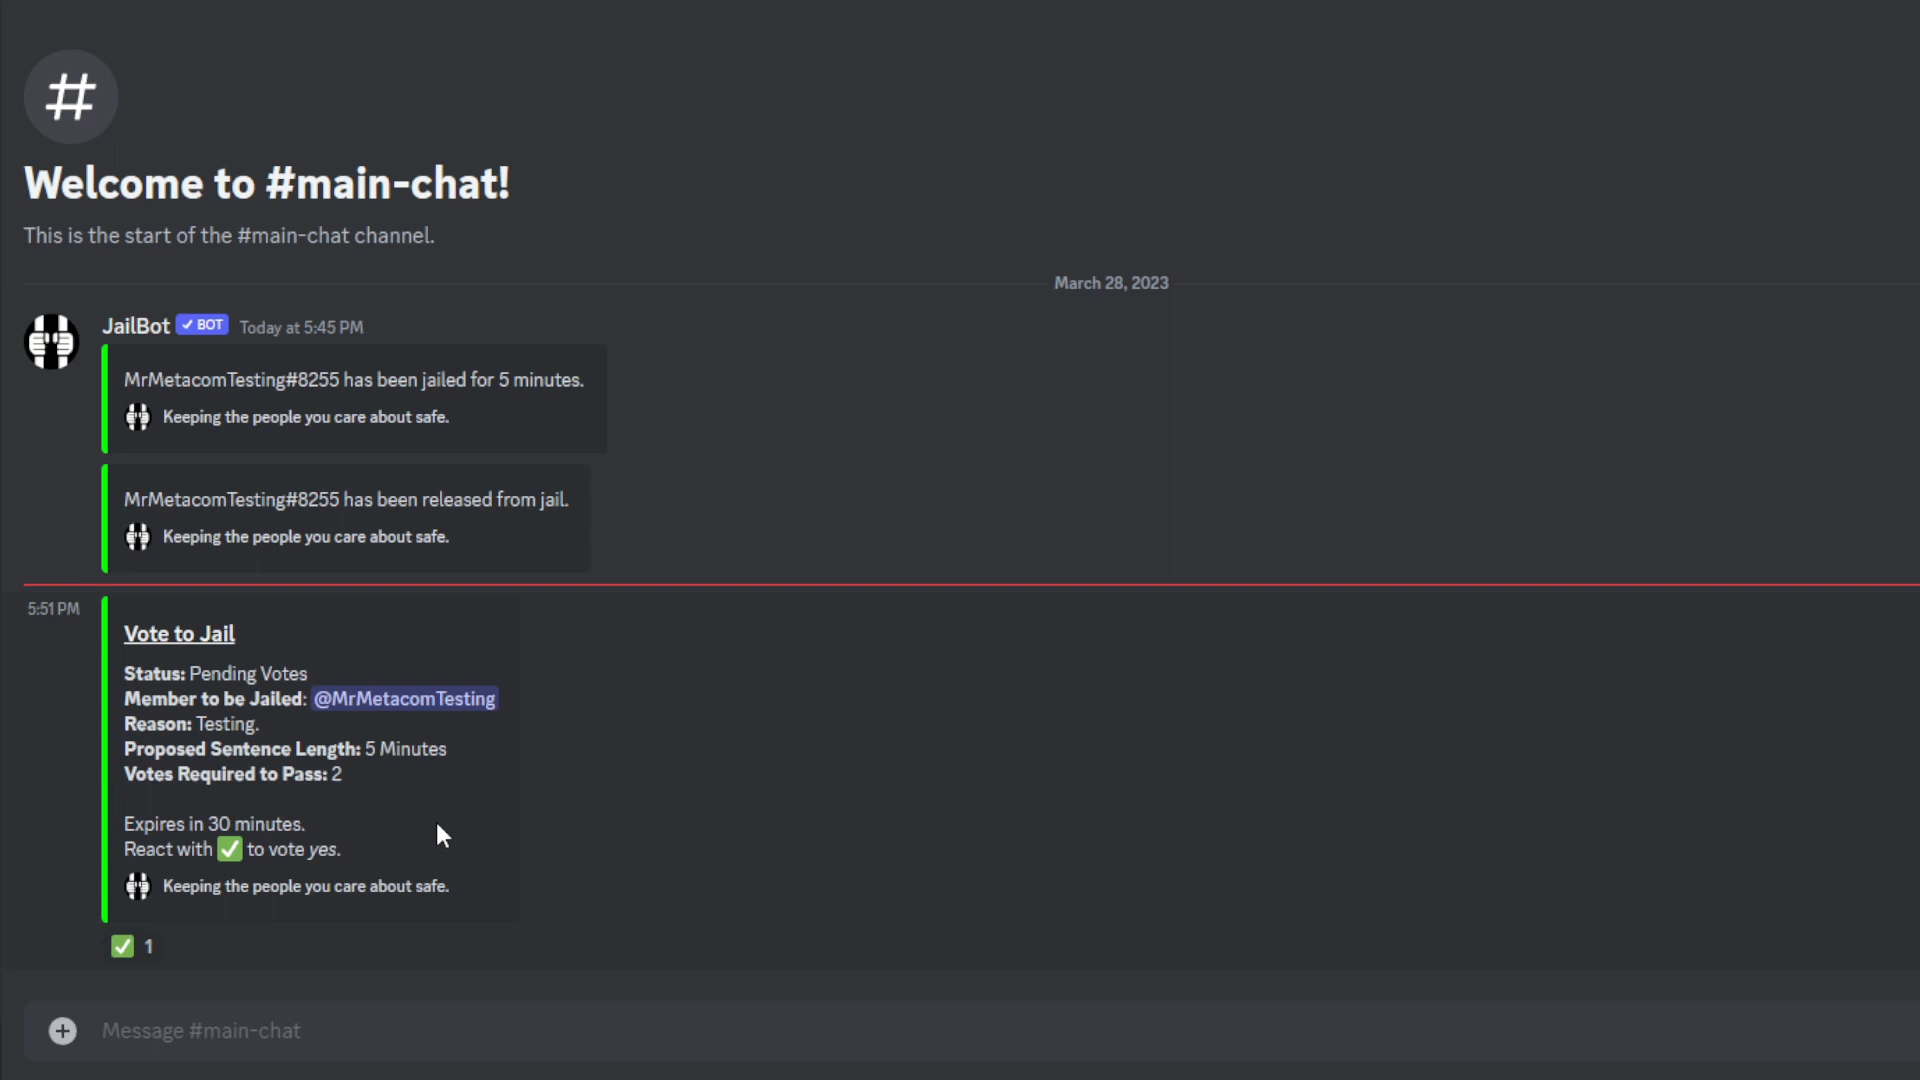 #
Welcome to #main-chat!
This is the start of the #main-chat channel.
March 28, 2023
JailBot ✓ BOT Today at 5:45 PM
MrMetacomTesting#8255 has been jailed for 5 minutes.
Keeping the people you care about safe.
MrMetacomTesting#8255 has been released from jail.
Keeping the people you care about safe.
5:51 PM
Vote to Jail
Status: Pending Votes
Member to be Jailed: @MrMetacomTesting
Reason: Testing.
Proposed Sentence Length: 5 Minutes
Votes Required to Pass: 2
Expires in 30 minutes.
React with ✅ to vote yes.
Keeping the people you care about safe.
✅ 1
Message #main-chat